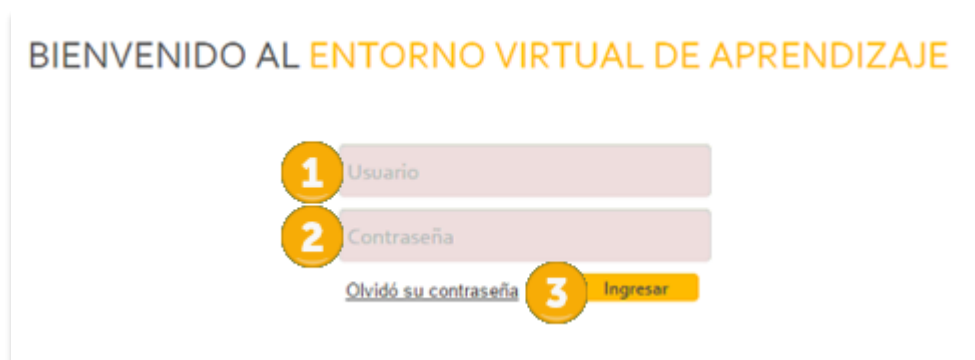 BIENVENIDO AL ENTORNO VIRTUAL DE APRENDIZAJE
1 Usuario
2 Contraseña
Olvidó su contraseña 3 Ingresar